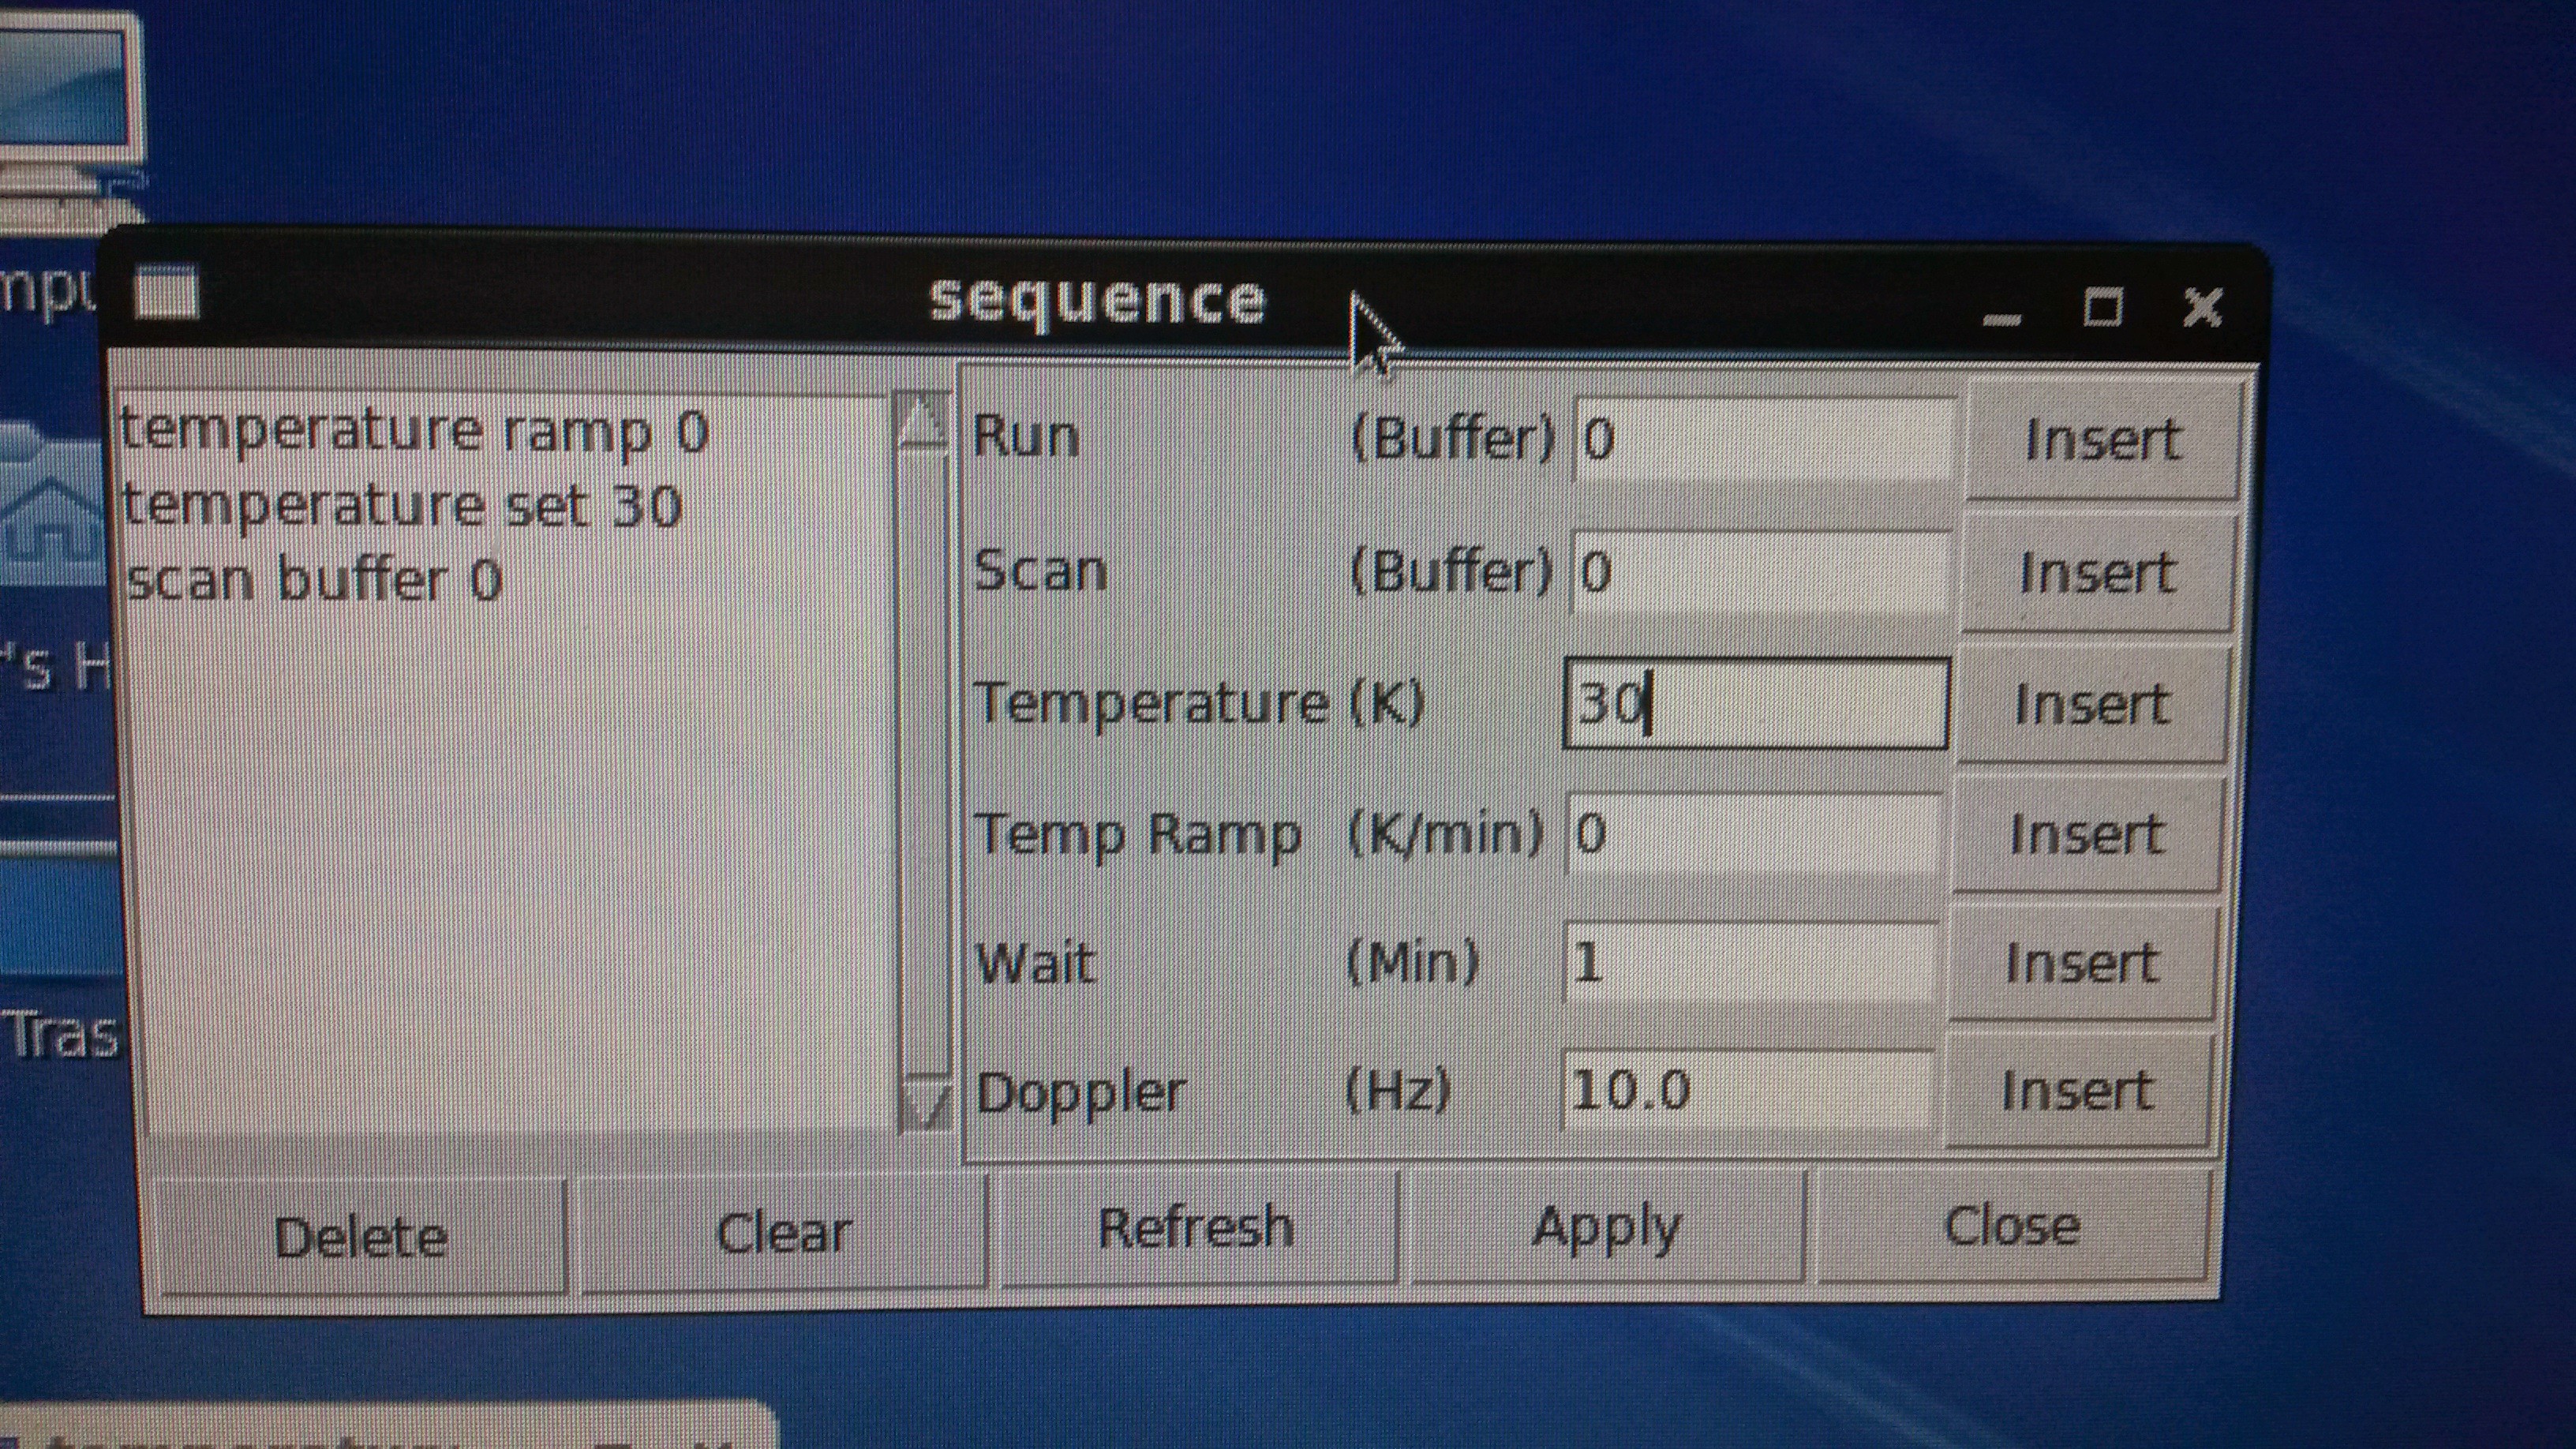 sequence
temperature ramp 0
temperature set 30
scan buffer 0
Run (Buffer) 0 Insert
Scan (Buffer) 0 Insert
Temperature (K) 30 Insert
Temp Ramp (K/min) 0 Insert
Wait (Min) 1 Insert
Doppler (Hz) 10.0 Insert
Delete Clear Refresh Apply Close
mpu
's H
Tras